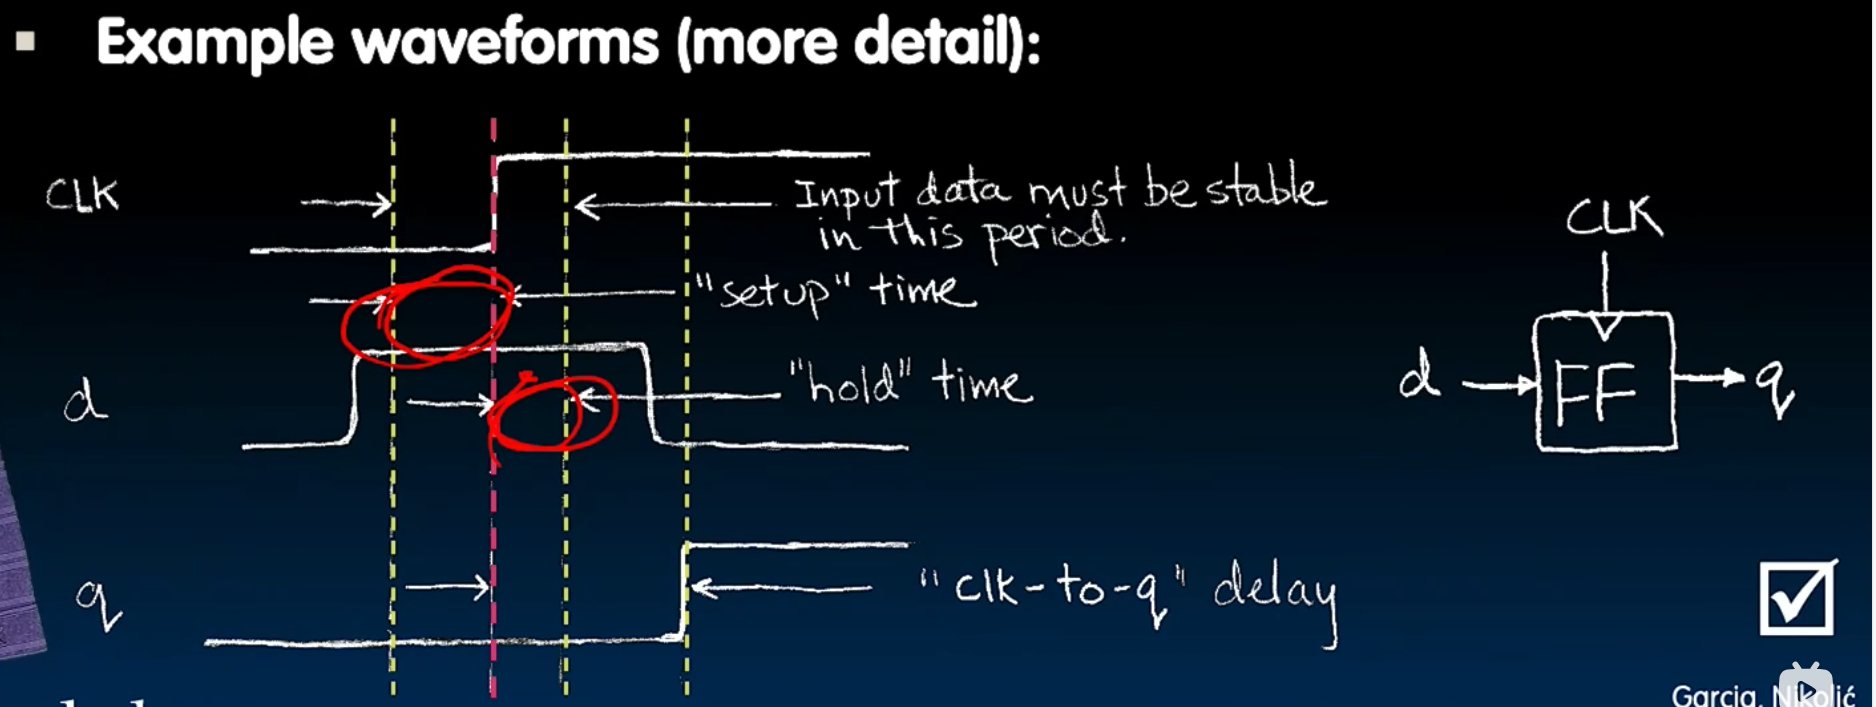 Example waveforms (more detail):
CLK
Input data must be stable
in this period.
"setup" time
d
"hold" time
q
"clk-to-q" delay
CLK
d
FF
q
Garcia, Nikolić